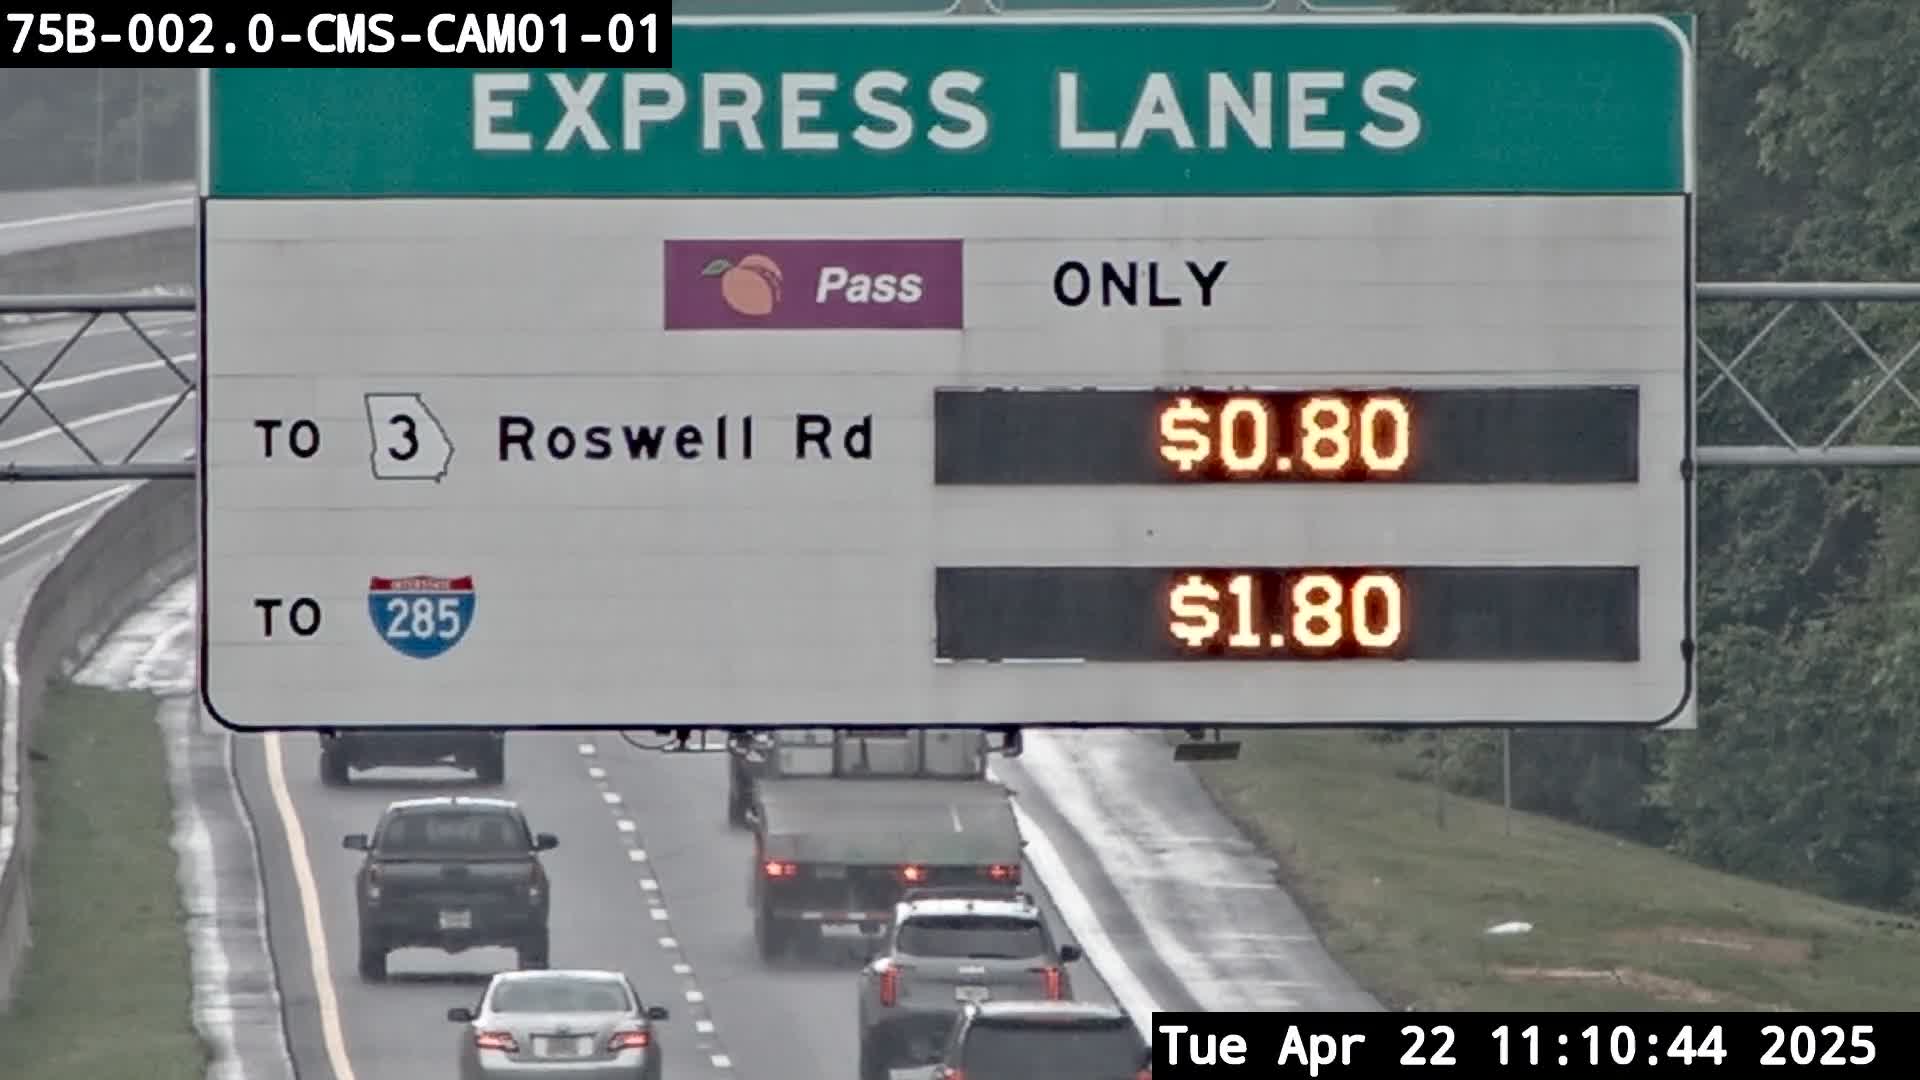 75B-002.0-CMS-CAM01-01
EXPRESS LANES
Pass ONLY
TO 3 Roswell Rd $0.80
TO INTERSTATE 285 $1.80
Tue Apr 22 11:10:44 2025